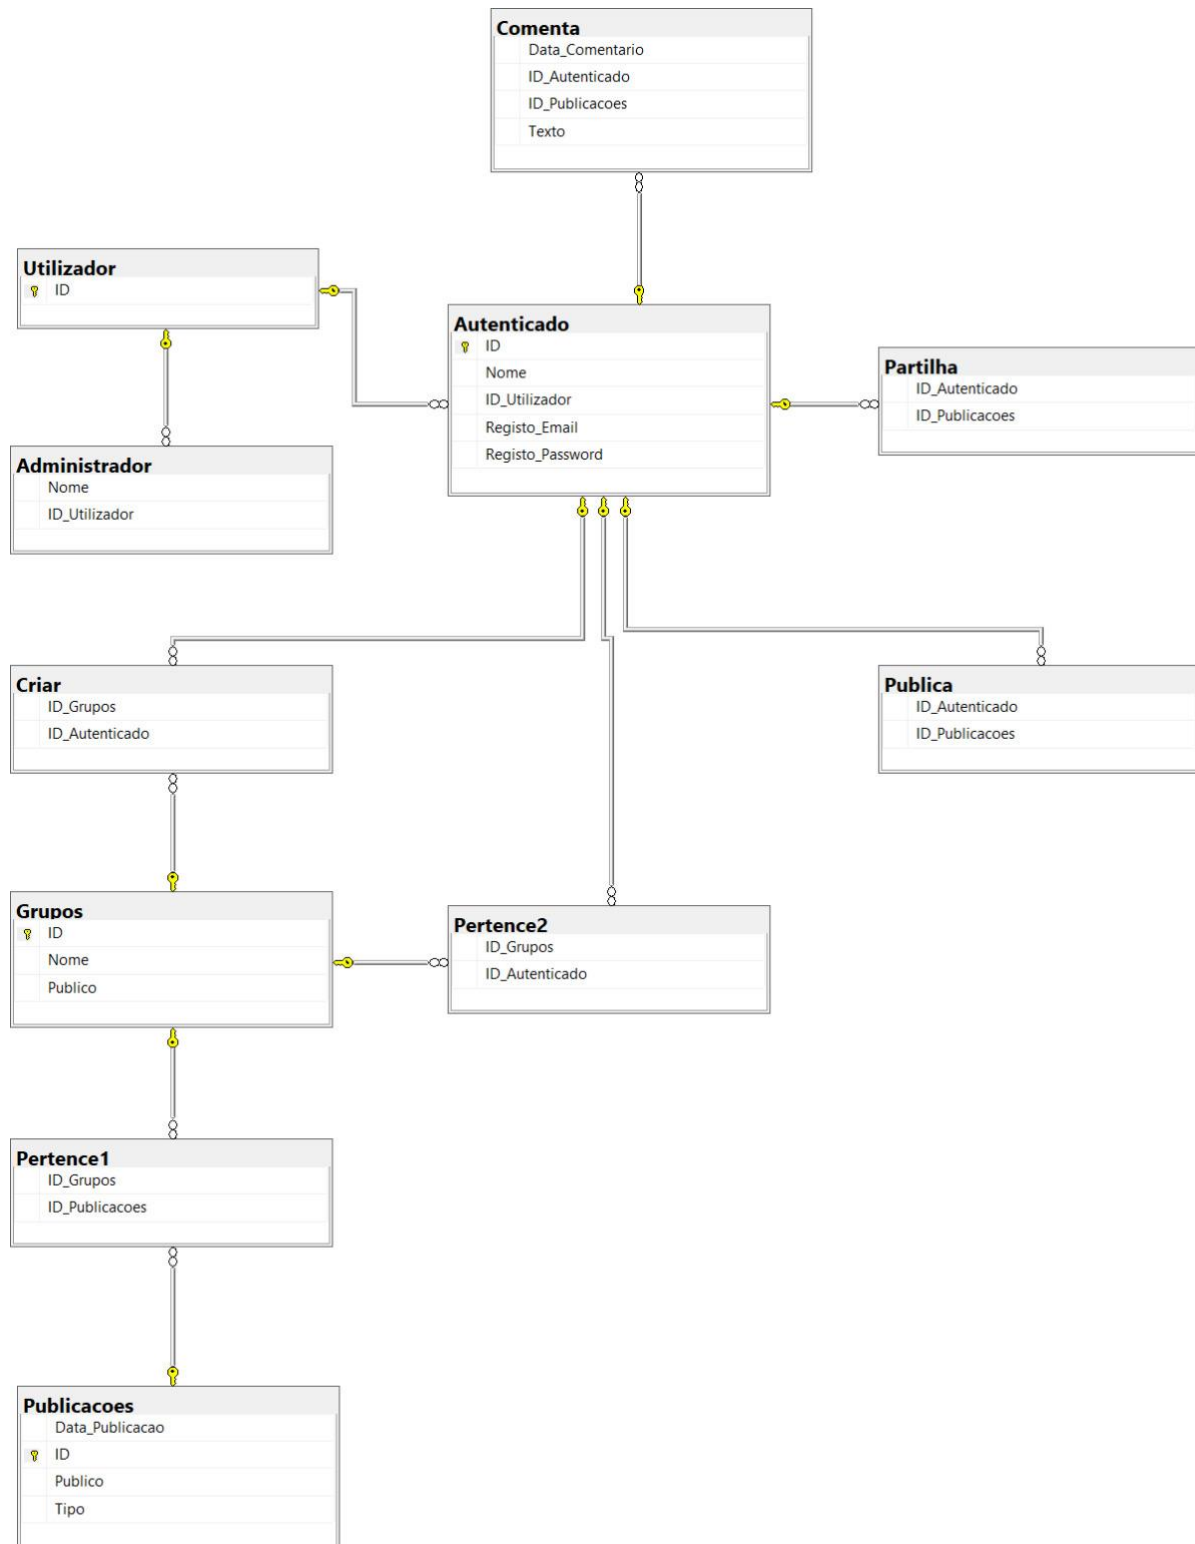 Comenta
Data_Comentario
ID_Autenticado
ID_Publicacoes
Texto
Utilizador
ID
Autenticado
ID
Nome
ID_Utilizador
Registo_Email
Registo_Password
Partilha
ID_Autenticado
ID_Publicacoes
Administrador
Nome
ID_Utilizador
Criar
ID_Grupos
ID_Autenticado
Publica
ID_Autenticado
ID_Publicacoes
Grupos
ID
Nome
Publico
Pertence2
ID_Grupos
ID_Autenticado
Pertence1
ID_Grupos
ID_Publicacoes
Publicacoes
Data_Publicacao
ID
Publico
Tipo